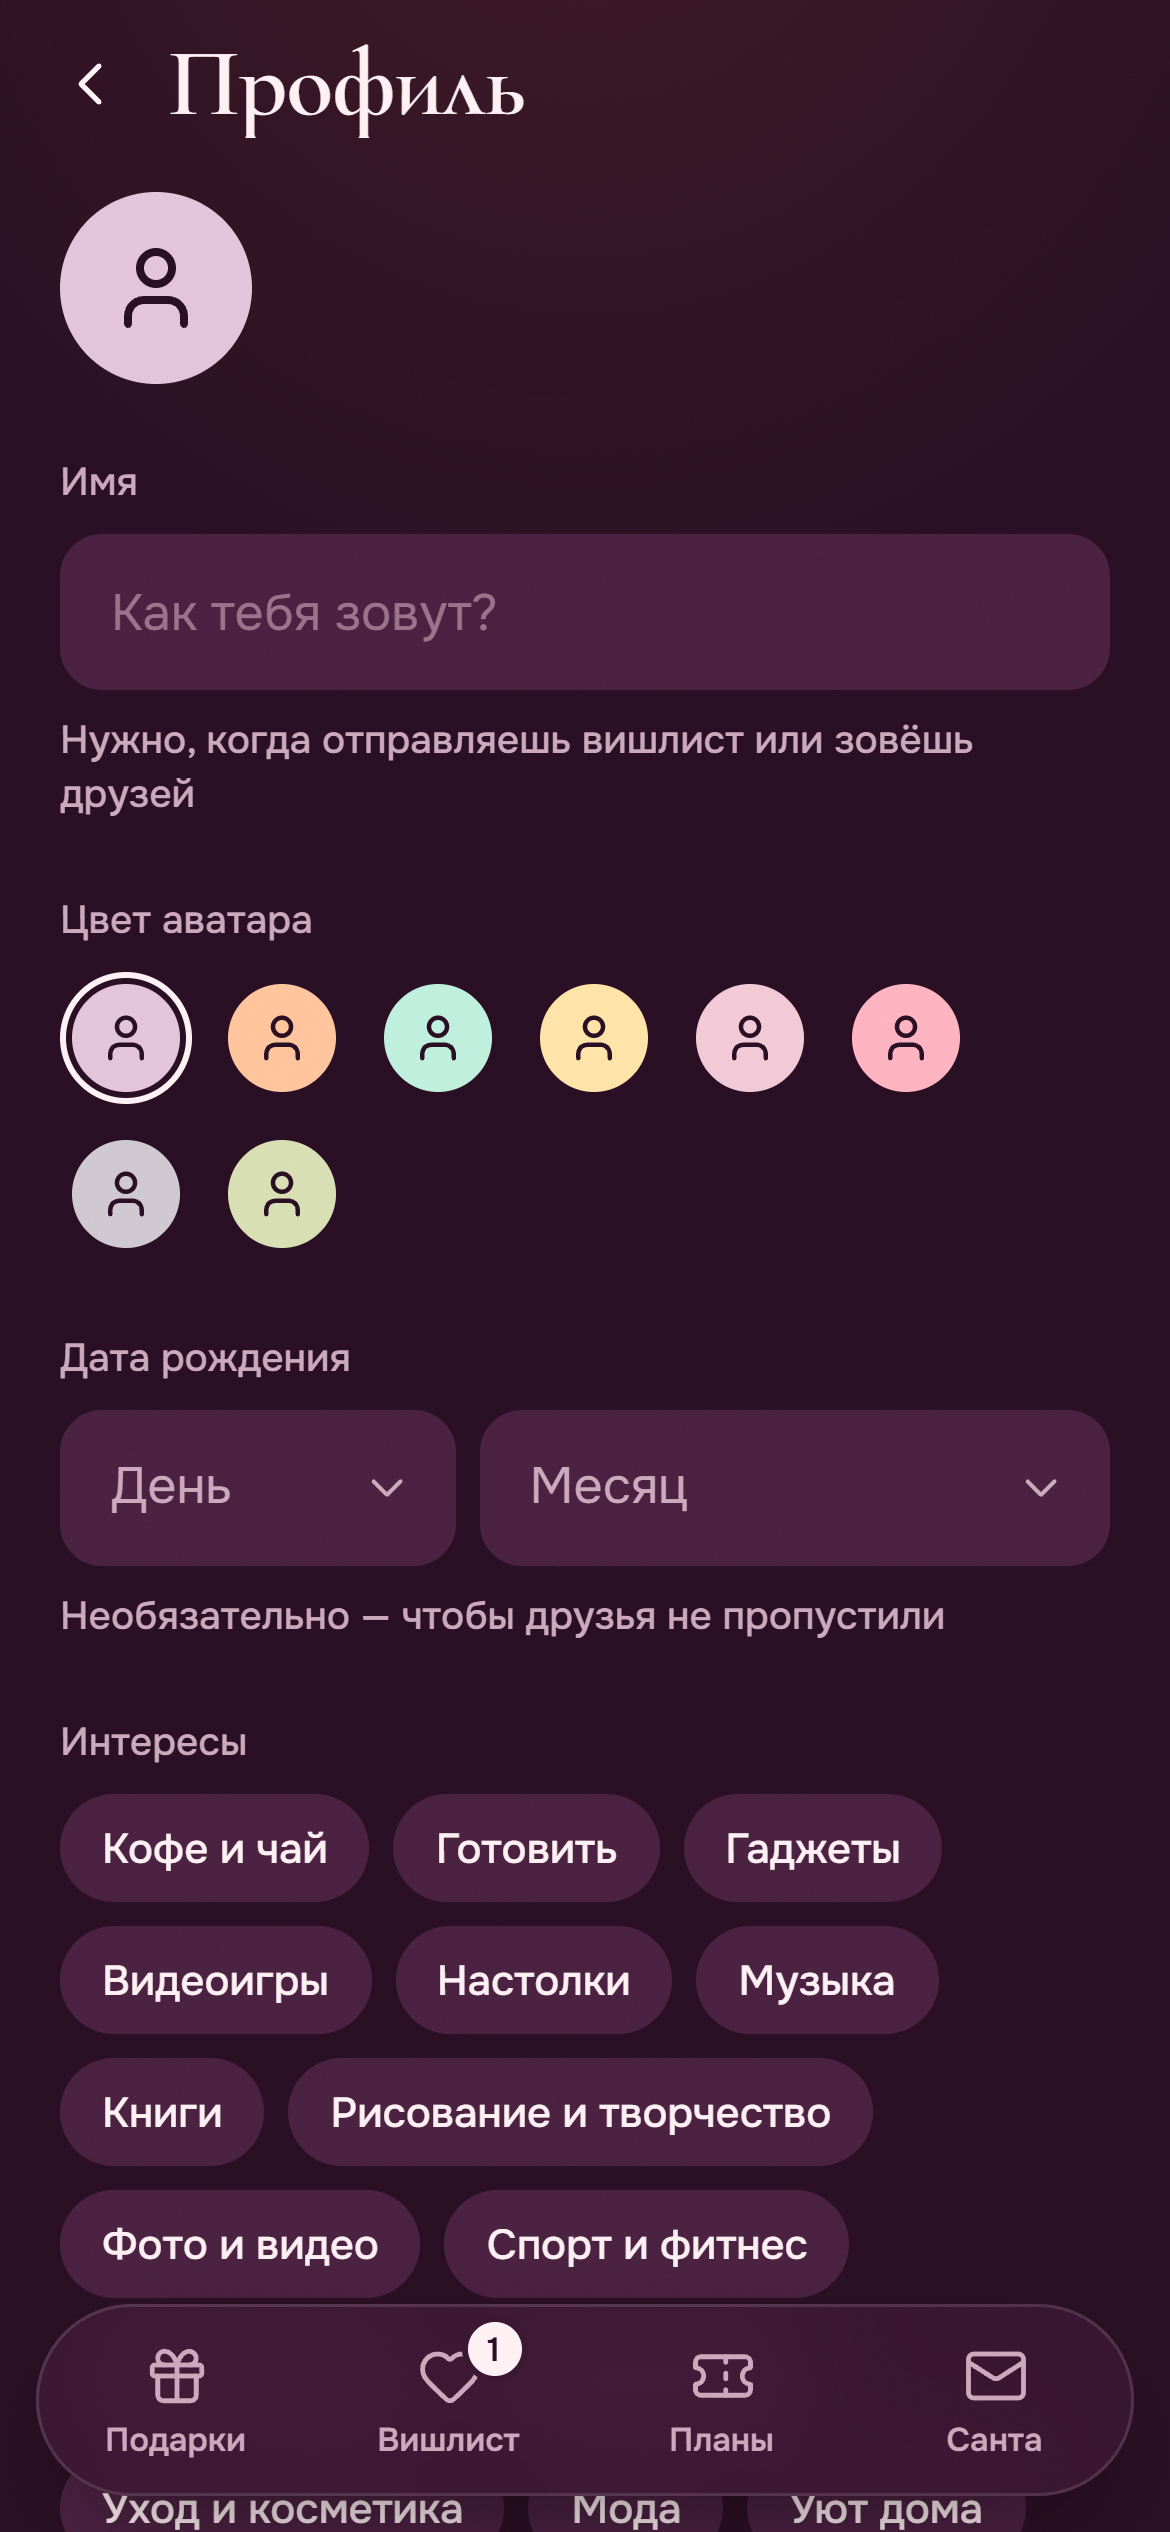 Профиль
Имя
Как тебя зовут?
Нужно, когда отправляешь вишлист или зовёшь
друзей
Цвет аватара
Дата рождения
День
Месяц
Необязательно — чтобы друзья не пропустили
Интересы
Кофе и чай
Готовить
Гаджеты
Видеоигры
Настолки
Музыка
Книги
Рисование и творчество
Фото и видео
Спорт и фитнес
1
Подарки
Вишлист
Планы
Санта
Уход и косметика
Мода
Уют дома